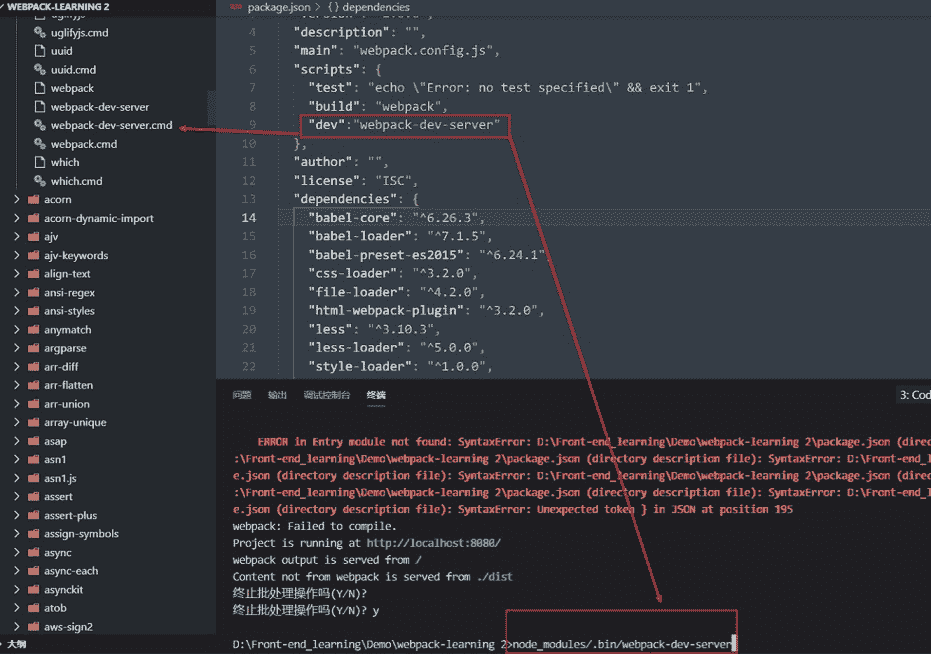 WEBPACK-LEARNING 2
uglifyjs
uglifyjs.cmd
uuid
uuid.cmd
webpack
webpack-dev-server
webpack-dev-server.cmd
webpack.cmd
which
which.cmd
acorn
acorn-dynamic-import
ajv
ajv-keywords
align-text
ansi-regex
ansi-styles
anymatch
argparse
arr-diff
arr-flatten
arr-union
array-unique
asap
asn1
asn1.js
assert
assert-plus
assign-symbols
async
async-each
asynckit
atob
aws-sign2
大纲
package.json > {} dependencies
4 "description": "",
5 "main": "webpack.config.js",
6 "scripts": {
7 "test": "echo \"Error: no test specified\" && exit 1",
8 "build": "webpack",
9 "dev":"webpack-dev-server"
10 },
11 "author": "",
12 "license": "ISC",
13 "dependencies": {
14 "babel-core": "^6.26.3",
15 "babel-loader": "^7.1.5",
16 "babel-preset-es2015": "^6.24.1",
17 "css-loader": "^3.2.0",
18 "file-loader": "^4.2.0",
19 "html-webpack-plugin": "^3.2.0",
20 "less": "^3.10.3",
21 "less-loader": "^5.0.0",
22 "style-loader": "^1.0.0",
问题 输出 调试控制台 终端 3: Cod
ERROR in Entry module not found: SyntaxError: D:\Front-end_learning\Demo\webpack-learning 2\package.json (direc
:\Front-end_learning\Demo\webpack-learning 2\package.json (directory description file): SyntaxError: D:\Front-en
e.json (directory description file): SyntaxError: D:\Front-end_learning\Demo\webpack-learning 2\package.json (di
:\Front-end_learning\Demo\webpack-learning 2\package.json (directory description file): SyntaxError: D:\Front-en
e.json (directory description file): SyntaxError: Unexpected token } in JSON at position 195
webpack: Failed to compile.
Project is running at http://localhost:8080/
webpack output is served from /
Content not from webpack is served from ./dist
终止批处理操作吗(Y/N)?
终止批处理操作吗(Y/N)? y
D:\Front-end_learning\Demo\webpack-learning 2>node_modules/.bin/webpack-dev-server